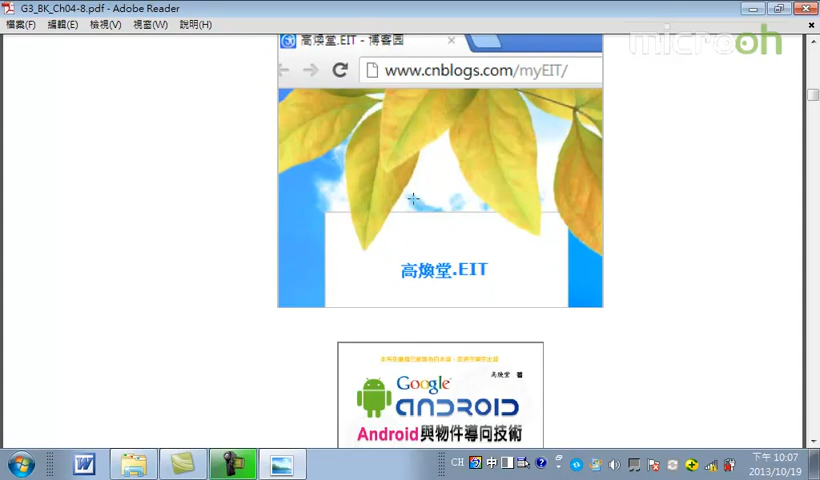 G3_BK_Ch04-8.pdf - Adobe Reader
檔案(F) 編輯(E) 檢視(V) 視窗(W) 說明(H)
microoh
高煥堂.EIT - 博客园
www.cnblogs.com/myEIT/
高煥堂.EIT
高煥堂 著
Google
ANDROID
Android與物件導向技術
CH 中
下午 10:07
2013/10/19